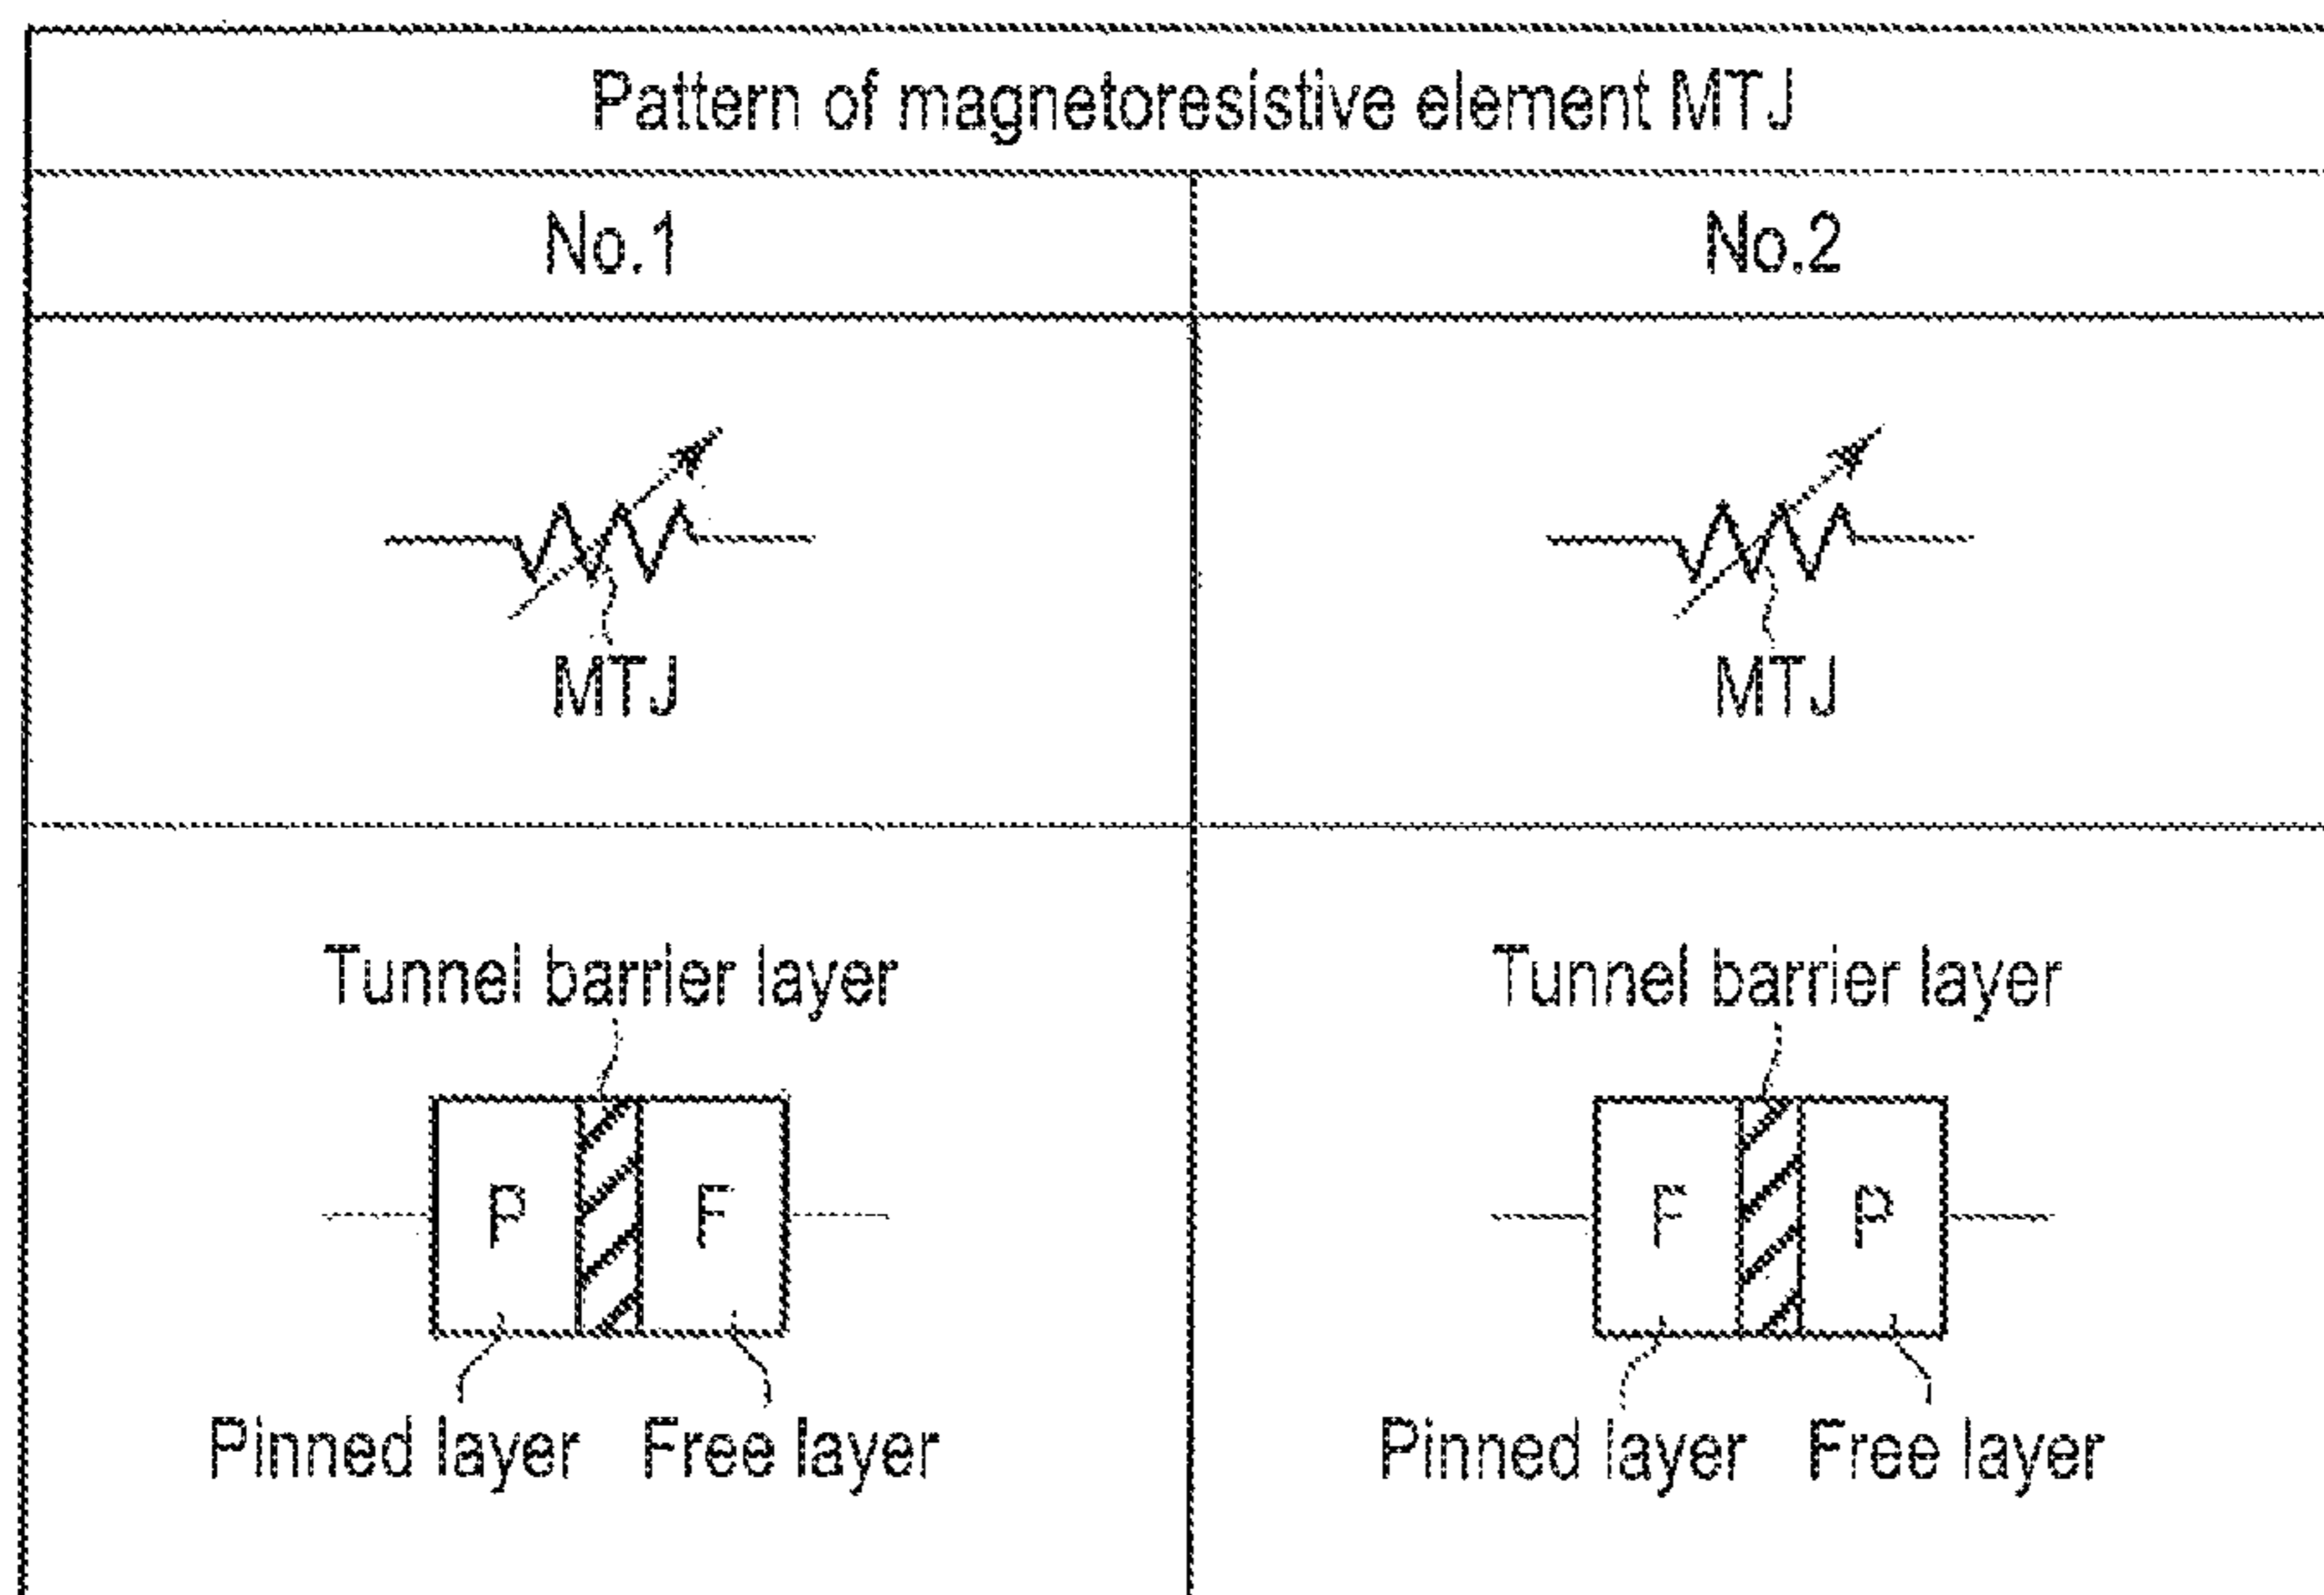 Pattern of magnetoresistive element MTJ
No.1
No.2
MTJ
MTJ
Tunnel barrier layer
P
F
Pinned layer
Free layer
Tunnel barrier layer
F
P
Pinned layer
Free layer